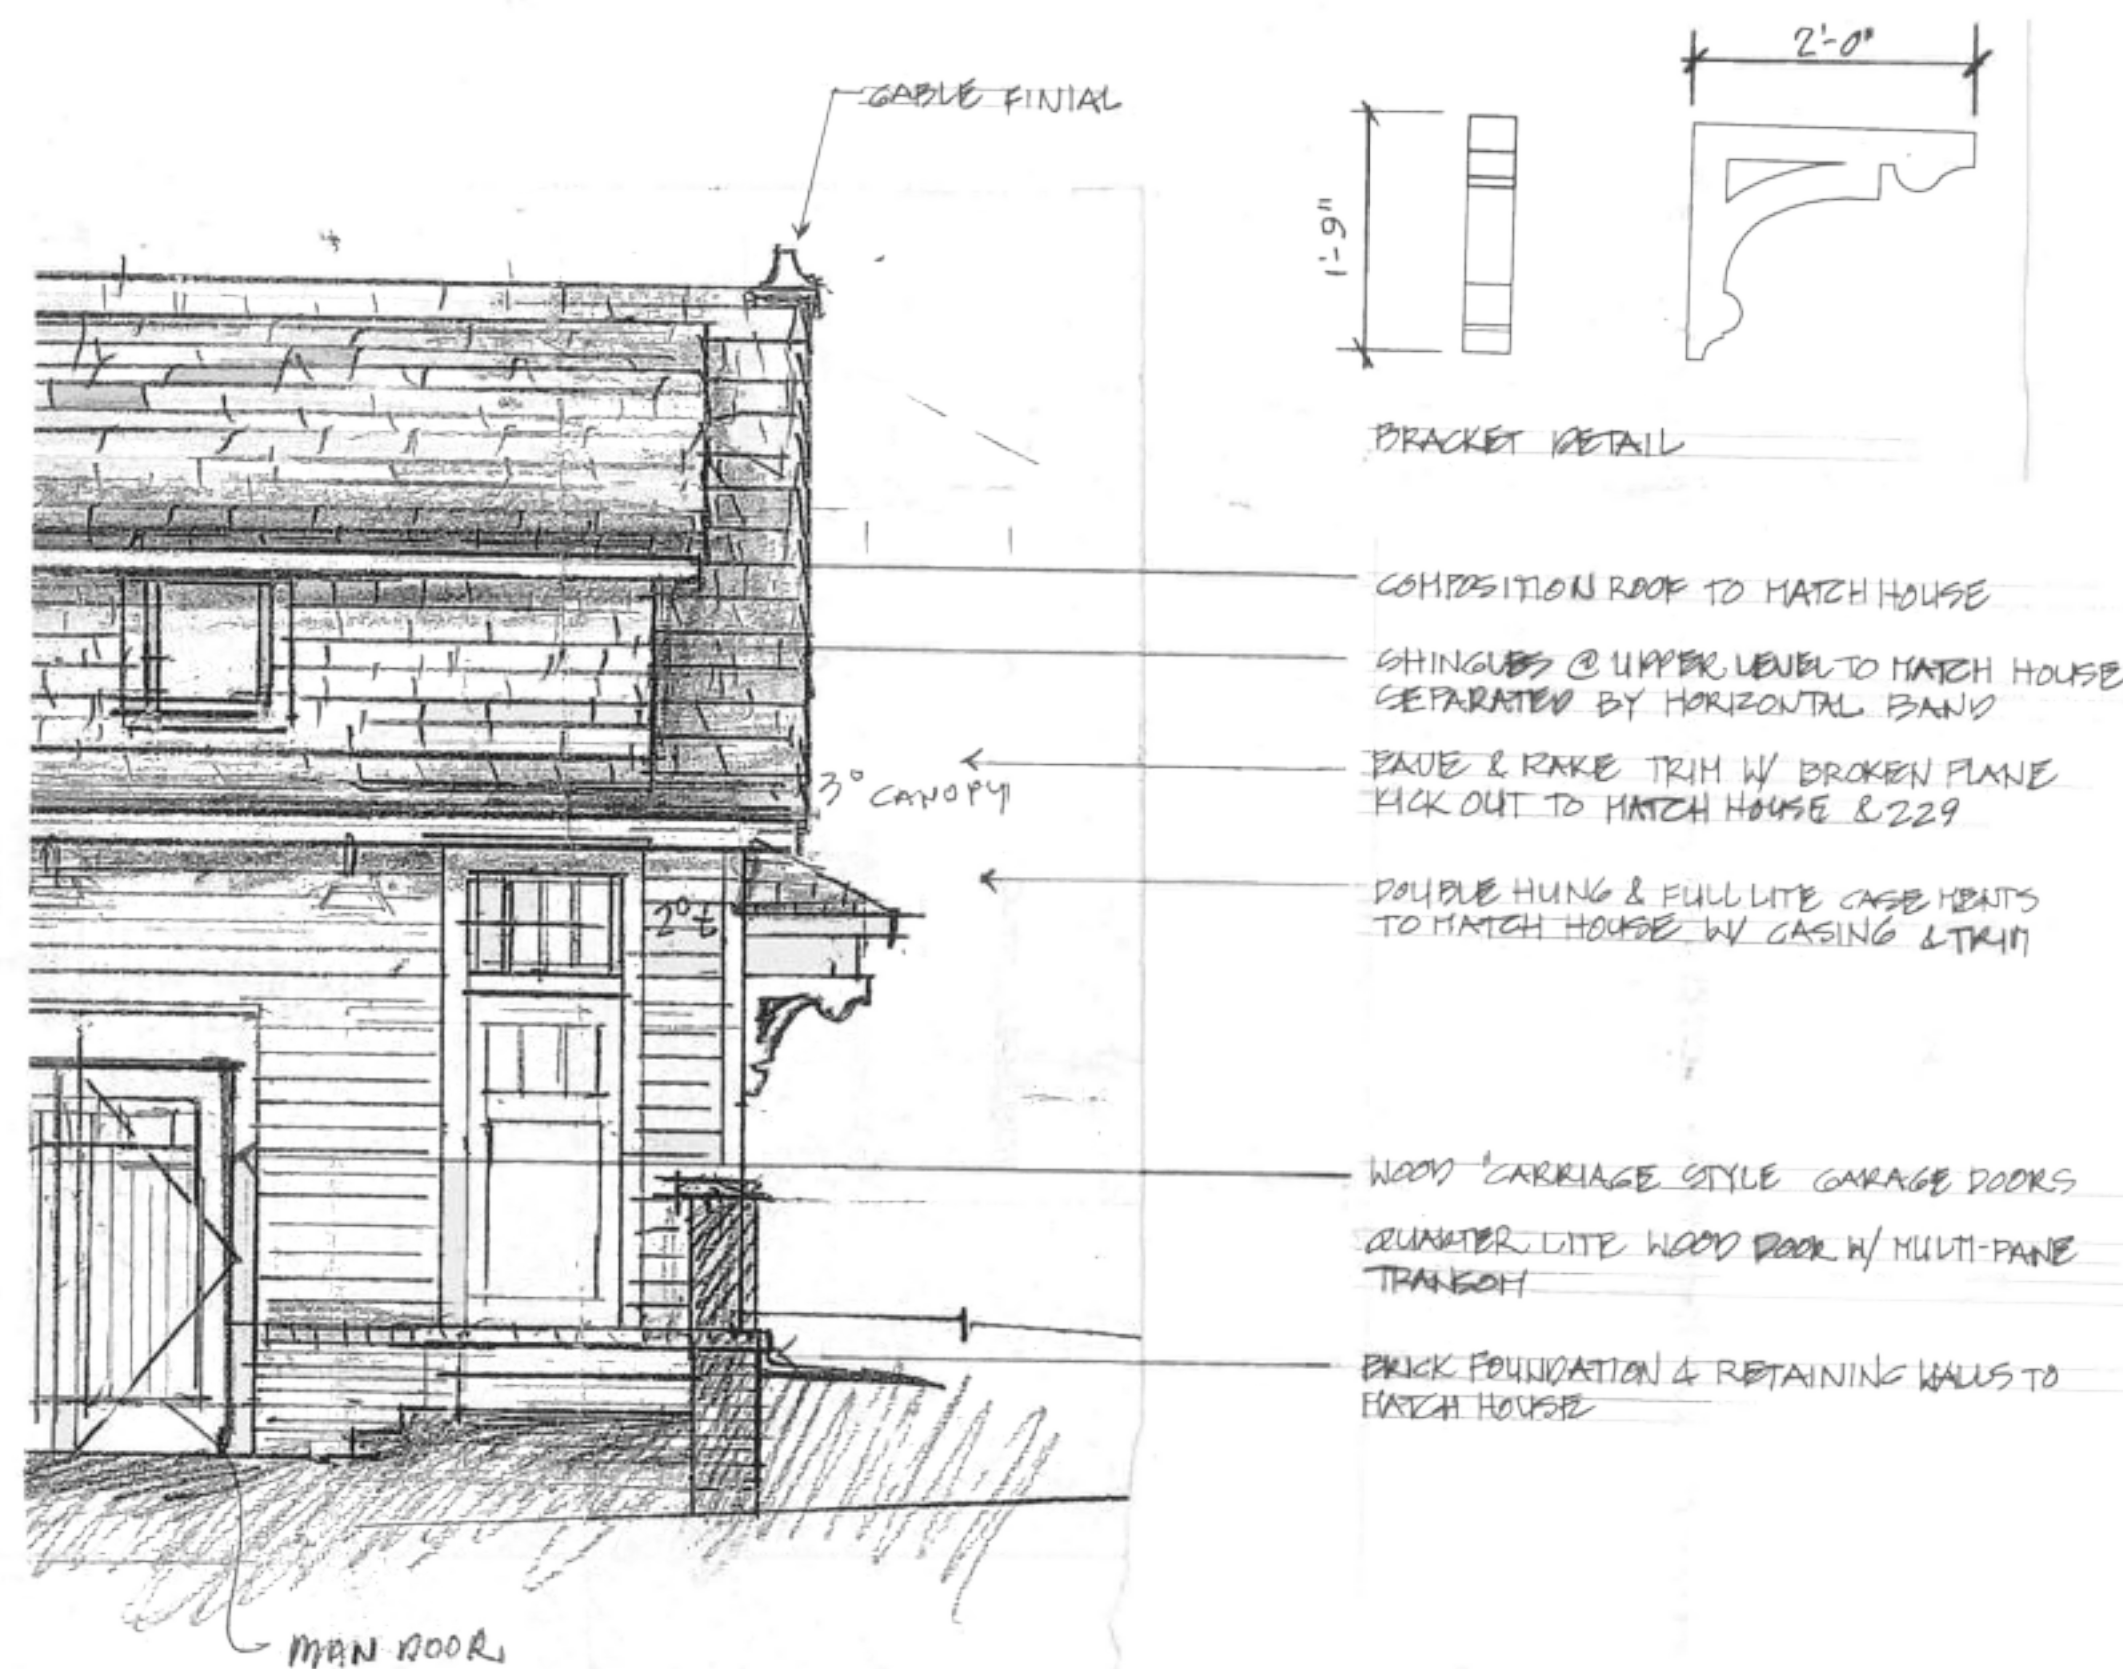 GABLE FINIAL
2'-0"
1'-9"
BRACKET DETAIL
COMPOSITION ROOF TO MATCH HOUSE
SHINGLES @ UPPER LEVEL TO MATCH HOUSE
SEPARATED BY HORIZONTAL BAND
EAVE & RAKE TRIM W/ BROKEN PLANE
KICK OUT TO MATCH HOUSE & 229
3° CANOPY
DOUBLE HUNG & FULL LITE CASEMENTS
TO MATCH HOUSE W/ CASING & TRIM
2°±
WOOD "CARRIAGE STYLE GARAGE DOORS
QUARTER LITE WOOD DOOR W/ MULTI-PANE
TRANSOM
BRICK FOUNDATION & RETAINING WALLS TO
MATCH HOUSE
MAN DOOR